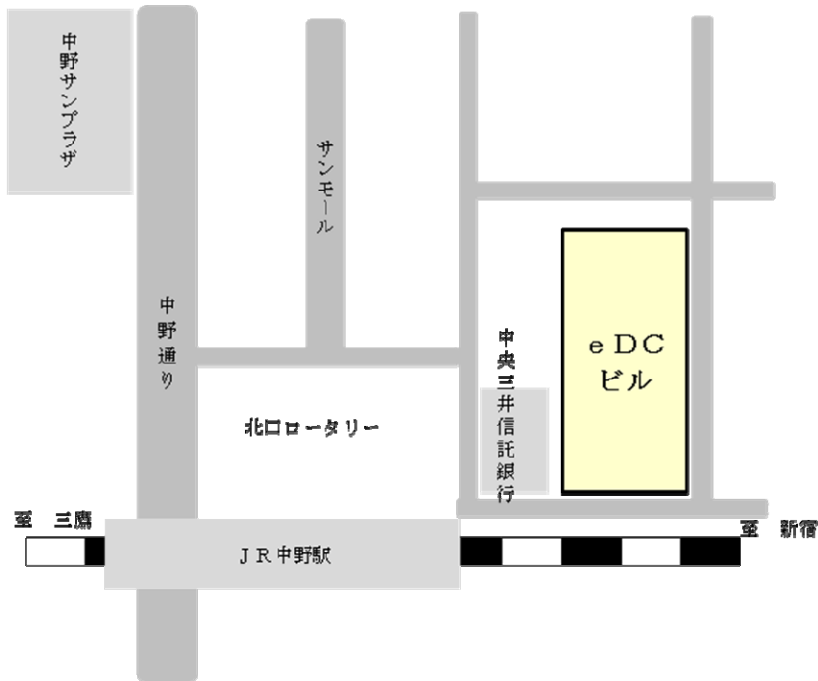 中野サンプラザ
サンモール
中野通り
中央三井信託銀行
ｅＤＣ
ビル
北口ロータリー
至　三鷹
ＪＲ中野駅
至　新宿